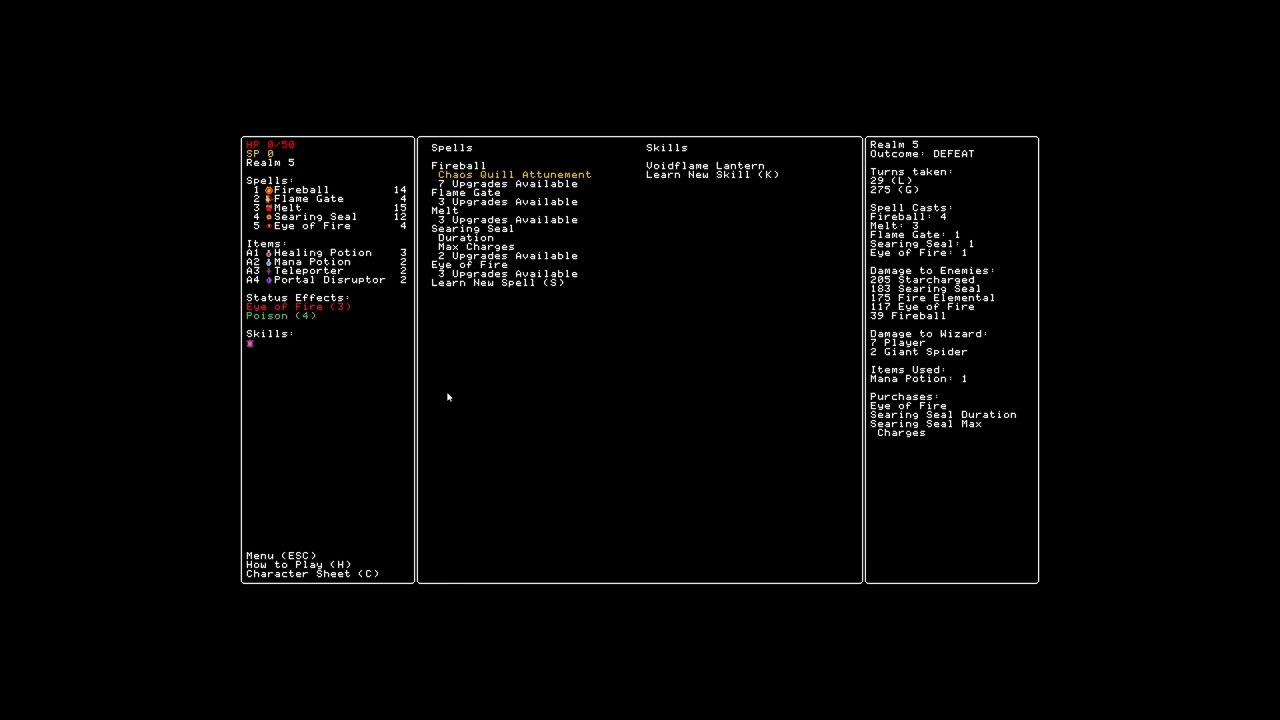 HP 0/50
SP 0
Realm 5
Spells:
1 Fireball 14
2 Flame Gate 4
3 Melt 15
4 Searing Seal 12
5 Eye of Fire 4
Items:
A1 Healing Potion 3
A2 Mana Potion 2
A3 Teleporter 2
A4 Portal Disruptor 2
Status Effects:
Eye of Fire (3)
Poison (4)
Skills:
Menu (ESC)
How to Play (H)
Character Sheet (C)
Spells
Fireball
Chaos Quill Attunement
7 Upgrades Available
Flame Gate
3 Upgrades Available
Melt
3 Upgrades Available
Searing Seal
Duration
Max Charges
2 Upgrades Available
Eye of Fire
3 Upgrades Available
Learn New Spell (S)
Skills
Voidflame Lantern
Learn New Skill (K)
Realm 5
Outcome: DEFEAT
Turns taken:
29 (L)
275 (G)
Spell Casts:
Fireball: 4
Melt: 3
Flame Gate: 1
Searing Seal: 1
Eye of Fire: 1
Damage to Enemies:
205 Starcharged
183 Searing Seal
175 Fire Elemental
117 Eye of Fire
39 Fireball
Damage to Wizard:
7 Player
2 Giant Spider
Items Used:
Mana Potion: 1
Purchases:
Eye of Fire
Searing Seal Duration
Searing Seal Max
Charges